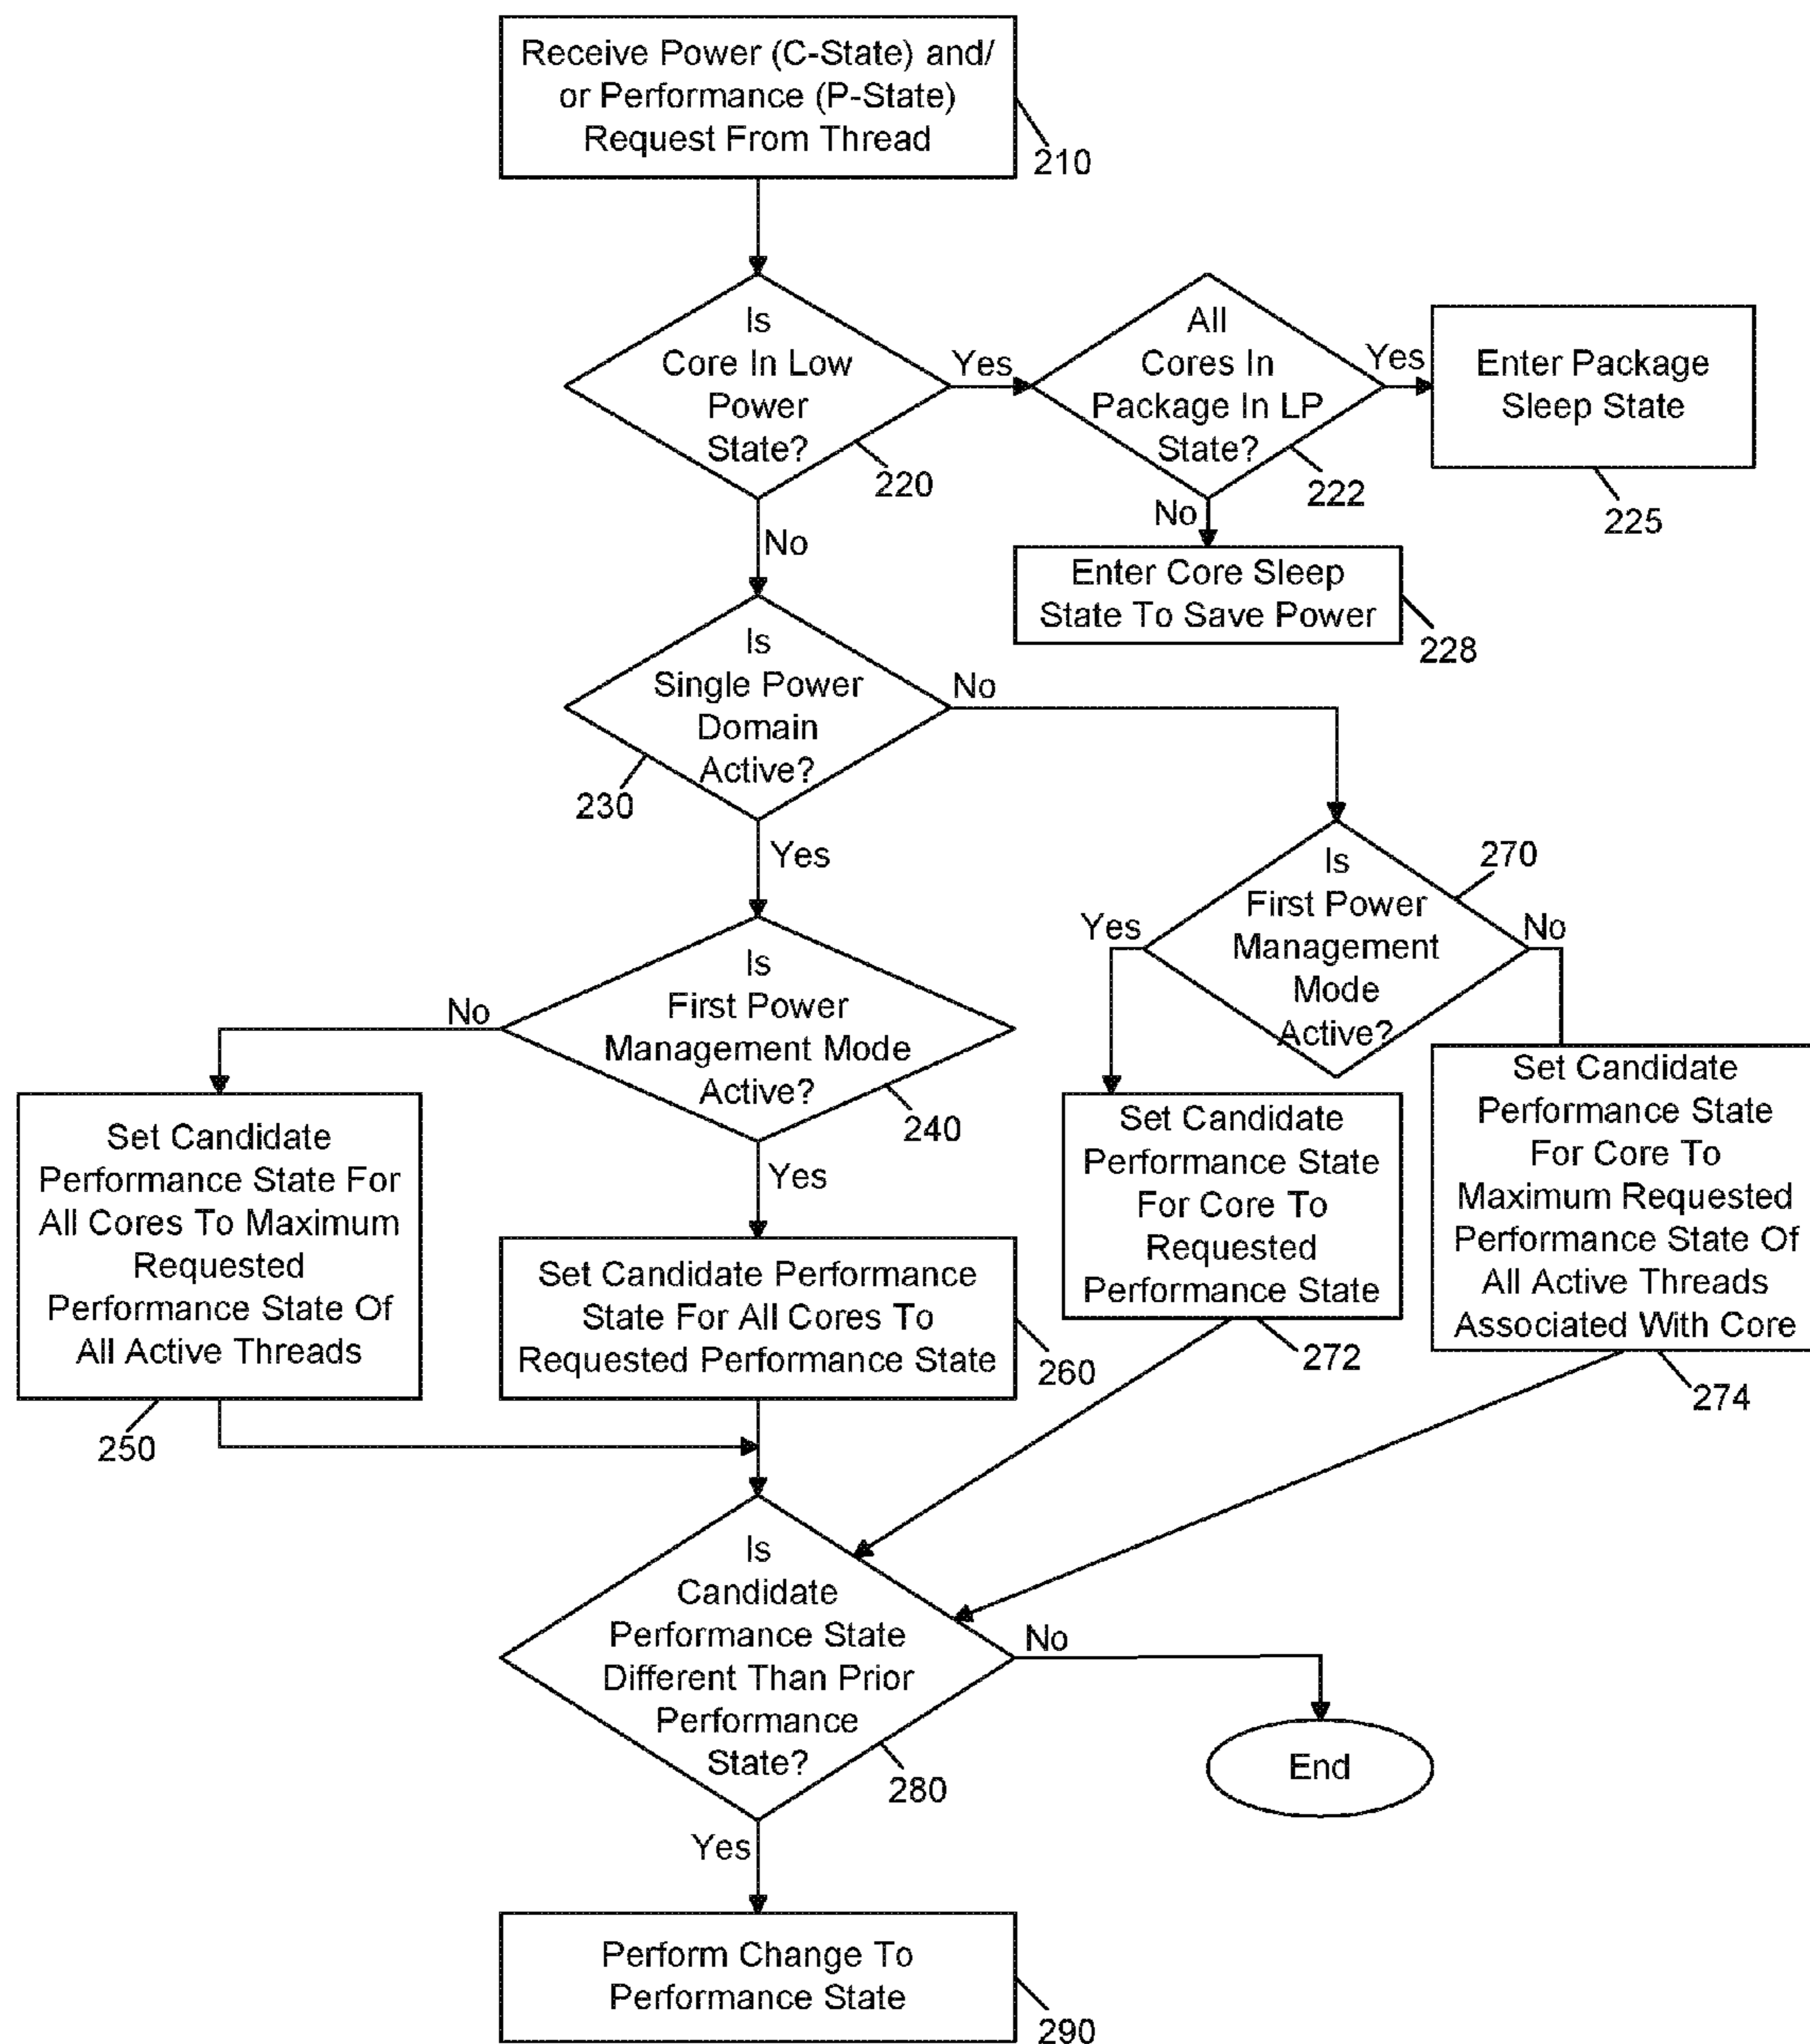 Receive Power (C-State) and/
or Performance (P-State)
Request From Thread
210
Is
Core In Low
Power
State?
220
Yes
All
Cores In
Package In LP
State?
222
Yes
Enter Package
Sleep State
225
No
Enter Core Sleep
State To Save Power
228
No
Is
Single Power
Domain
Active?
230
No
Yes
Is
First Power
Management
Mode
Active?
270
Yes
No
Is
First Power
Management Mode
Active?
240
No
Yes
Set Candidate
Performance State For
All Cores To Maximum
Requested
Performance State Of
All Active Threads
250
Set Candidate Performance
State For All Cores To
Requested Performance State
260
Set Candidate
Performance State
For Core To
Requested
Performance State
272
Set Candidate
Performance State
For Core To
Maximum Requested
Performance State Of
All Active Threads
Associated With Core
274
Is
Candidate
Performance State
Different Than Prior
Performance
State?
280
No
End
Yes
Perform Change To
Performance State
290